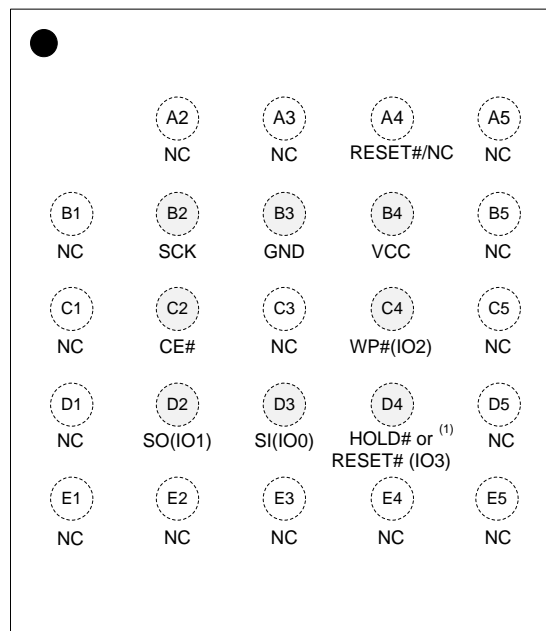 A2 A3 A4 A5
NC NC RESET#/NC NC
B1 B2 B3 B4 B5
NC SCK GND VCC NC
C1 C2 C3 C4 C5
NC CE# NC WP#(IO2) NC
D1 D2 D3 D4 D5
NC SO(IO1) SI(IO0) HOLD# or (1) NC
RESET# (IO3)
E1 E2 E3 E4 E5
NC NC NC NC NC